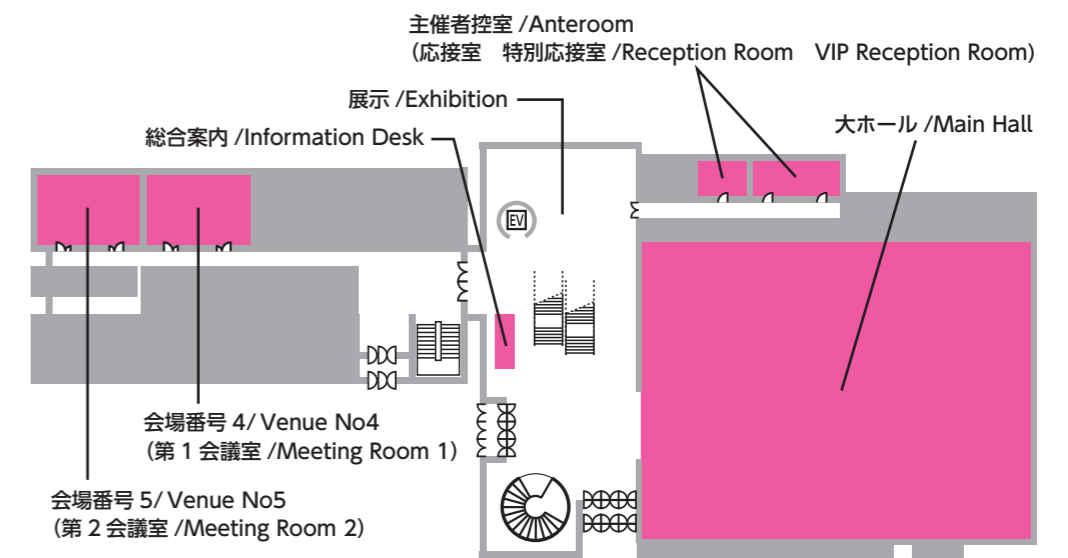 主催者控室 /Anteroom
（応接室　特別応接室 /Reception Room　VIP Reception Room)
展示 /Exhibition
大ホール /Main Hall
総合案内 /Information Desk
EV
会場番号 4/ Venue No4
（第 1 会議室 /Meeting Room 1）
会場番号 5/ Venue No5
（第 2 会議室 /Meeting Room 2）